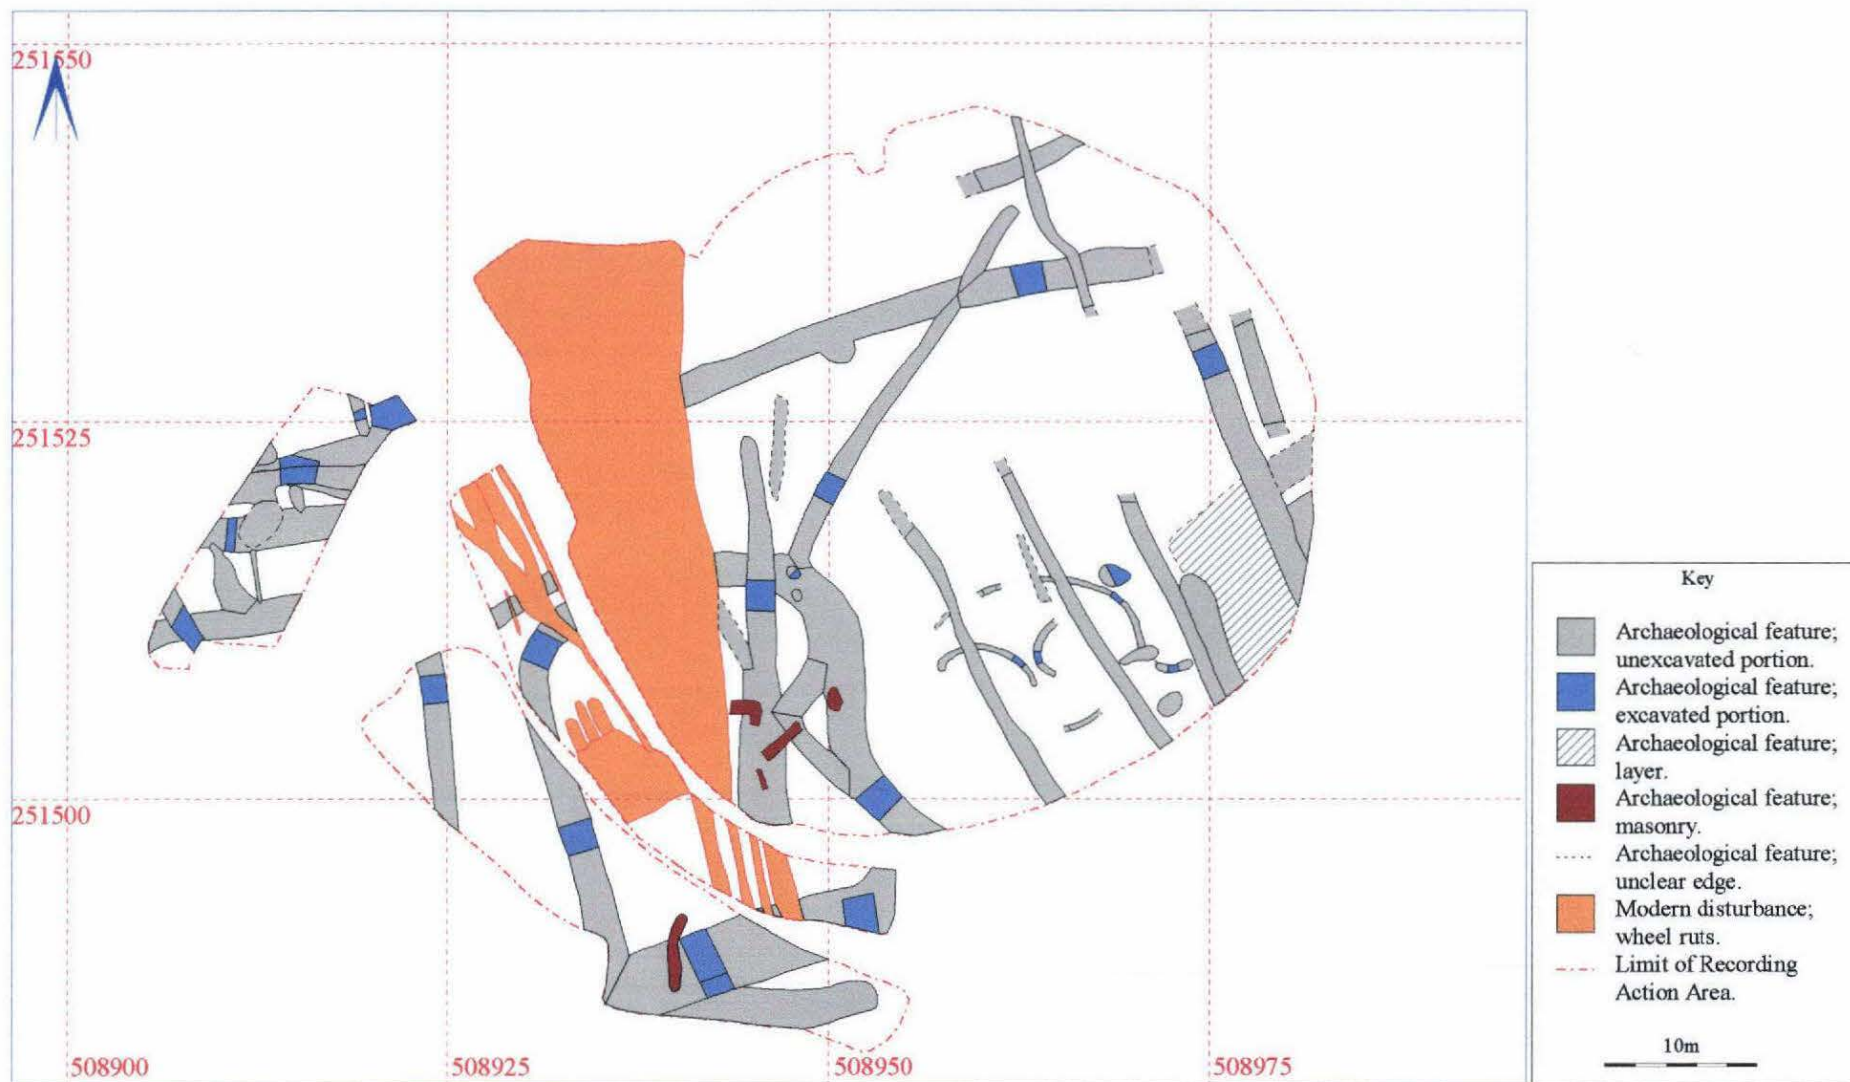 251550
251525
251500
508900
508925
508950
508975
Key
Archaeological feature;
unexcavated portion.
Archaeological feature;
excavated portion.
Archaeological feature;
layer.
Archaeological feature;
masonry.
Archaeological feature;
unclear edge.
Modern disturbance;
wheel ruts.
Limit of Recording
Action Area.
10m